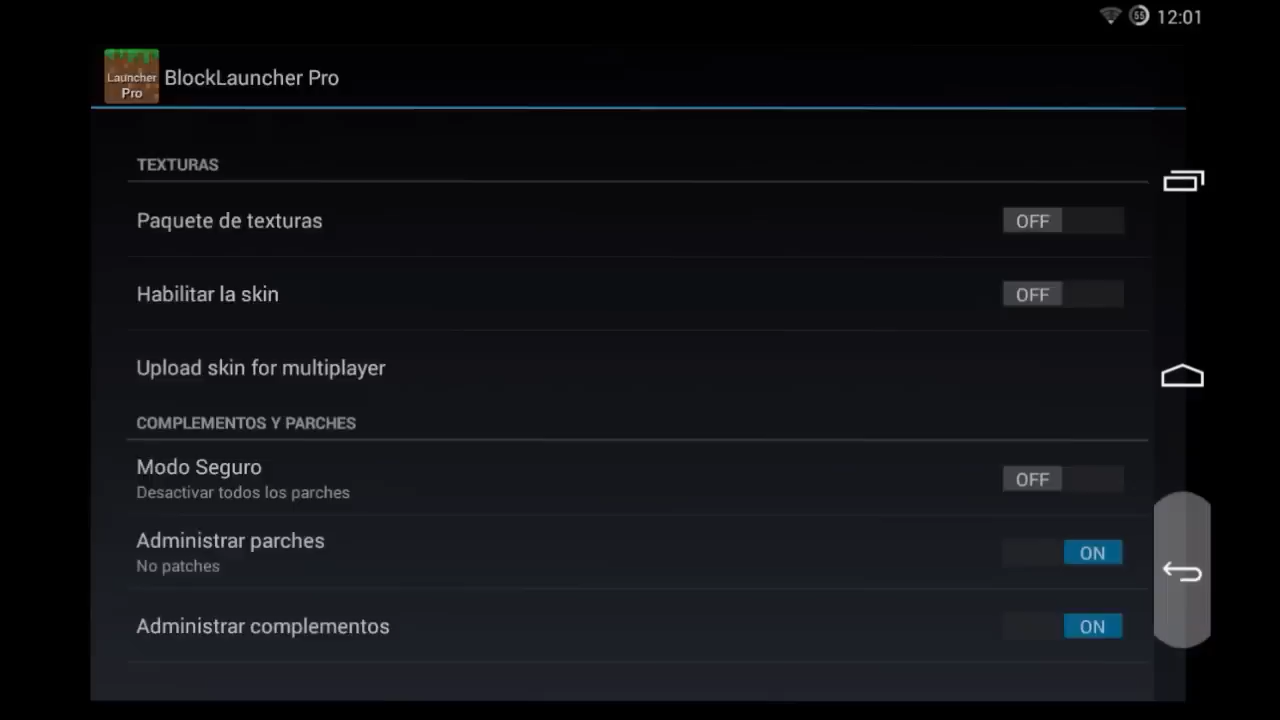 55 12:01
Launcher
Pro
BlockLauncher Pro
TEXTURAS
Paquete de texturas OFF
Habilitar la skin OFF
Upload skin for multiplayer
COMPLEMENTOS Y PARCHES
Modo Seguro OFF
Desactivar todos los parches
Administrar parches ON
No patches
Administrar complementos ON